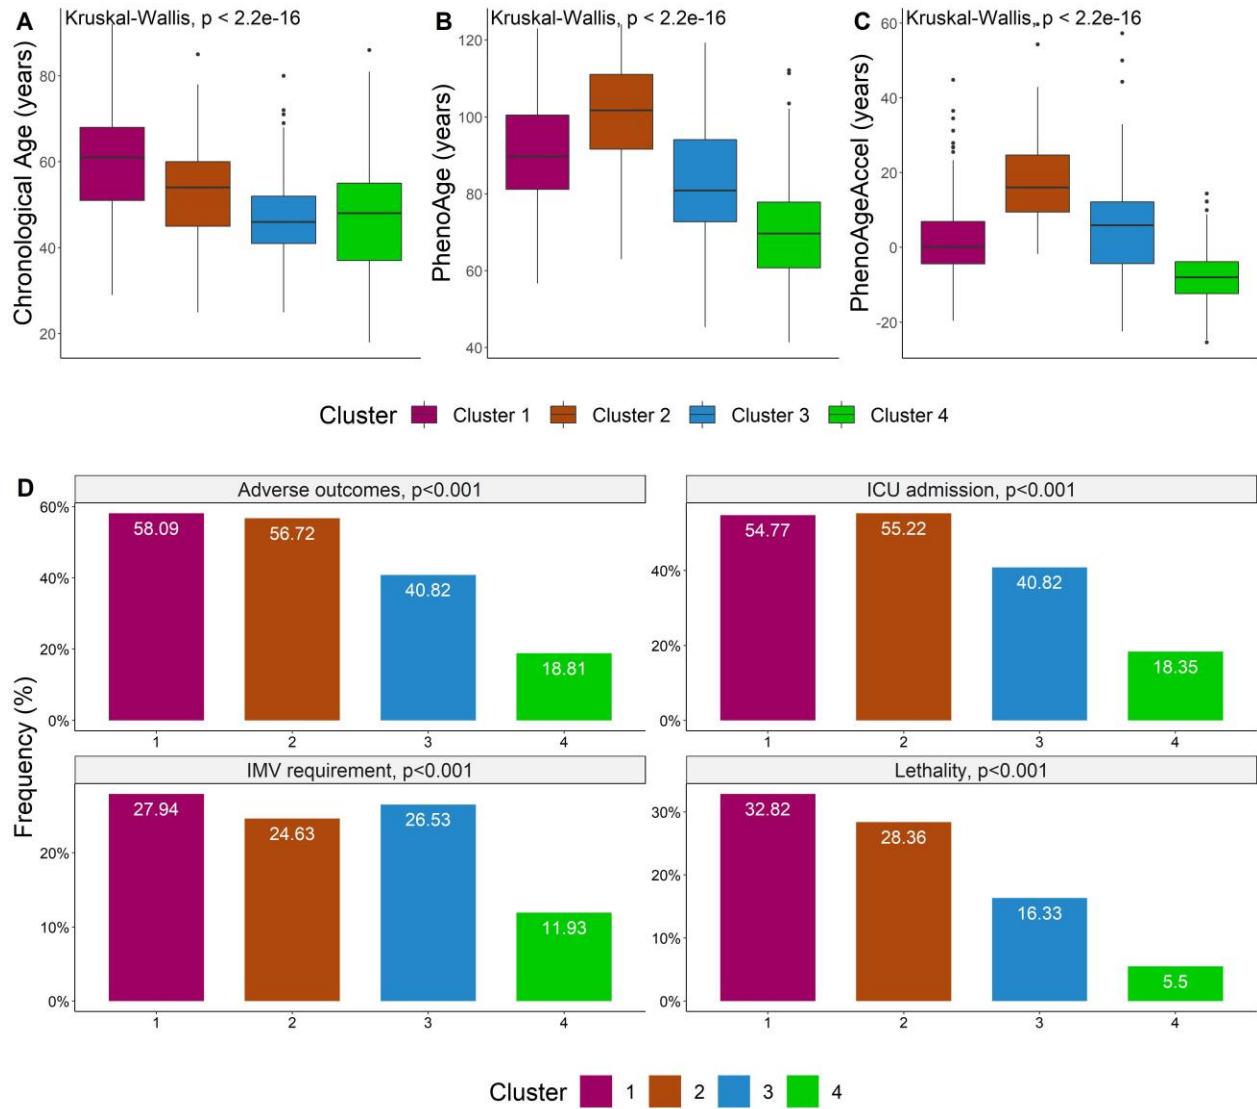 A
Kruskal-Wallis, p < 2.2e-16
Chronological Age (years)
80
60
40
20
B
Kruskal-Wallis, p < 2.2e-16
PhenoAge (years)
120
100
80
60
40
C
Kruskal-Wallis, p < 2.2e-16
PhenoAgeAccel (years)
60
40
20
0
-20
Cluster Cluster 1 Cluster 2 Cluster 3 Cluster 4
D
Frequency (%)
Adverse outcomes, p<0.001
60%
40%
20%
0%
58.09 56.72 40.82 18.81
1 2 3 4
ICU admission, p<0.001
40%
20%
0%
54.77 55.22 40.82 18.35
1 2 3 4
IMV requirement, p<0.001
20%
10%
0%
27.94 24.63 26.53 11.93
1 2 3 4
Lethality, p<0.001
30%
20%
10%
0%
32.82 28.36 16.33 5.5
1 2 3 4
Cluster 1 2 3 4